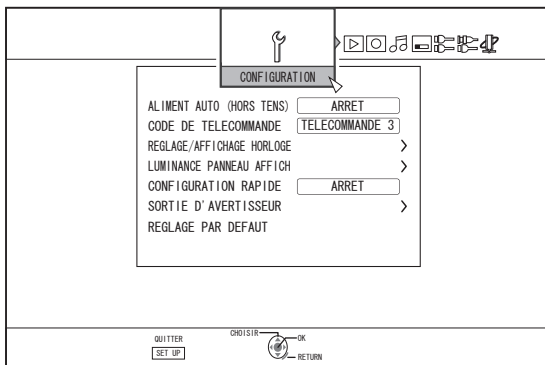 CONFIGURATION
ALIMENT AUTO (HORS TENS) ARRET
CODE DE TELECOMMANDE TELECOMMANDE 3
REGLAGE/AFFICHAGE HORLOGE
LUMINANCE PANNEAU AFFICH
CONFIGURATION RAPIDE ARRET
SORTIE D'AVERTISSEUR
REGLAGE PAR DEFAUT
QUITTER
SET UP
CHOISIR
OK
RETURN